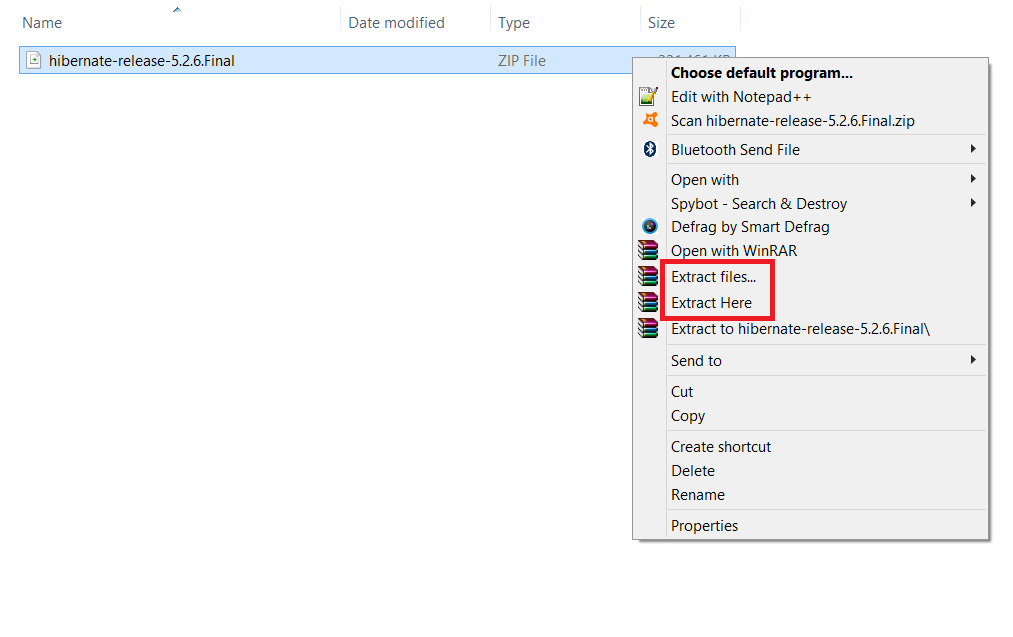 Name Date modified Type Size
hibernate-release-5.2.6.Final ZIP File
Choose default program...
Edit with Notepad++
Scan hibernate-release-5.2.6.Final.zip
Bluetooth Send File
Open with
Spybot - Search & Destroy
Defrag by Smart Defrag
Open with WinRAR
Extract files...
Extract Here
Extract to hibernate-release-5.2.6.Final\
Send to
Cut
Copy
Create shortcut
Delete
Rename
Properties